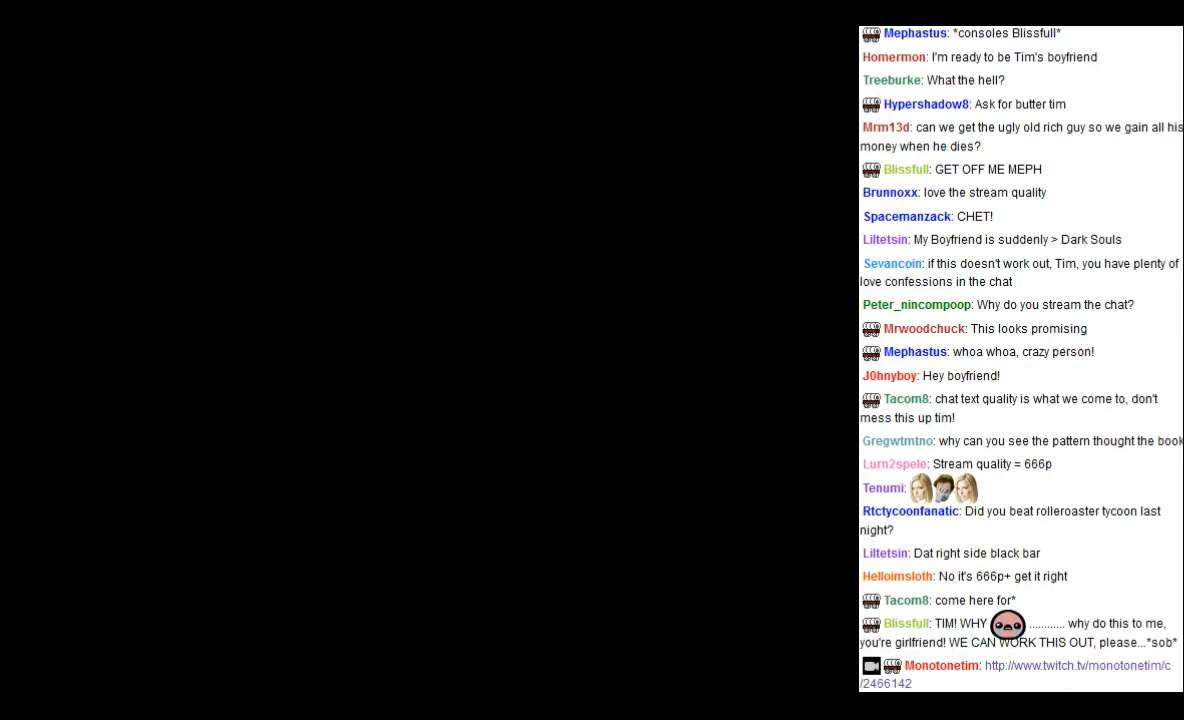 Mephastus: *consoles Blissfull*
Homermon: I'm ready to be Tim's boyfriend
Treeburke: What the hell?
Hypershadow8: Ask for butter tim
Mrm13d: can we get the ugly old rich guy so we gain all his
money when he dies?
Blissfull: GET OFF ME MEPH
Brunnoxx: love the stream quality
Spacemanzack: CHET!
Liltetsin: My Boyfriend is suddenly > Dark Souls
Sevancoin: if this doesn't work out, Tim, you have plenty of
love confessions in the chat
Peter_nincompoop: Why do you stream the chat?
Mrwoodchuck: This looks promising
Mephastus: whoa whoa, crazy person!
J0hnyboy: Hey boyfriend!
Tacom8: chat text quality is what we come to, don't
mess this up tim!
Gregwtmtno: why can you see the pattern thought the book
Lurn2spele: Stream quality = 666p
Tenumi:
Rtctycoonfanatic: Did you beat rolleroaster tycoon last
night?
Liltetsin: Dat right side black bar
Helloimsloth: No it's 666p+ get it right
Tacom8: come here for*
Blissfull: TIM! WHY ............ why do this to me,
you're girlfriend! WE CAN WORK THIS OUT, please...*sob*
Monotonetim: http://www.twitch.tv/monotonetim/c
/2466142